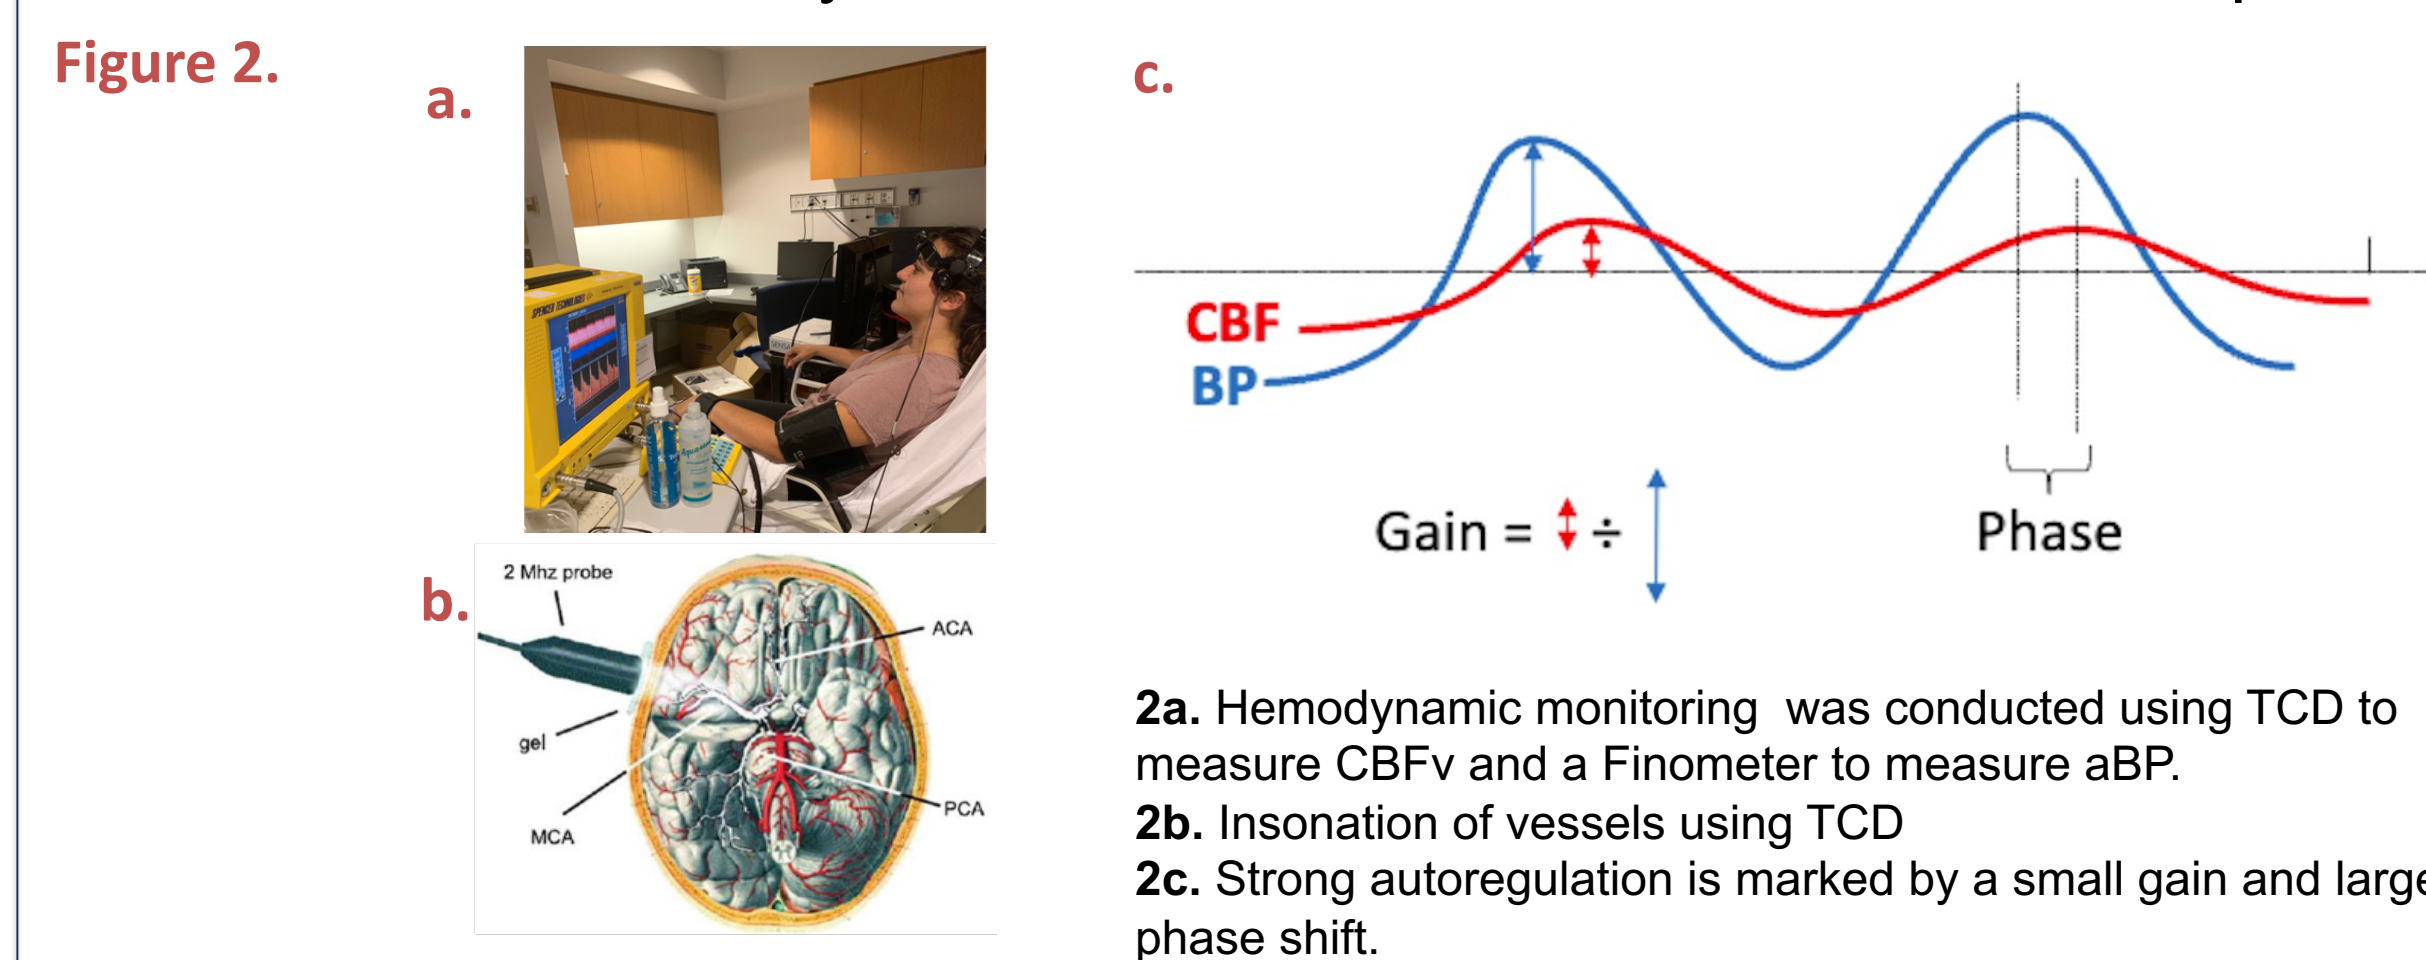 Figure 2.
a.
SPENCER TECHNOLOGIES
b.
2 Mhz probe
ACA
gel
MCA
PCA
c.
CBF
BP
Gain = ÷
Phase
2a. Hemodynamic monitoring was conducted using TCD to
measure CBFv and a Finometer to measure aBP.
2b. Insonation of vessels using TCD
2c. Strong autoregulation is marked by a small gain and large
phase shift.